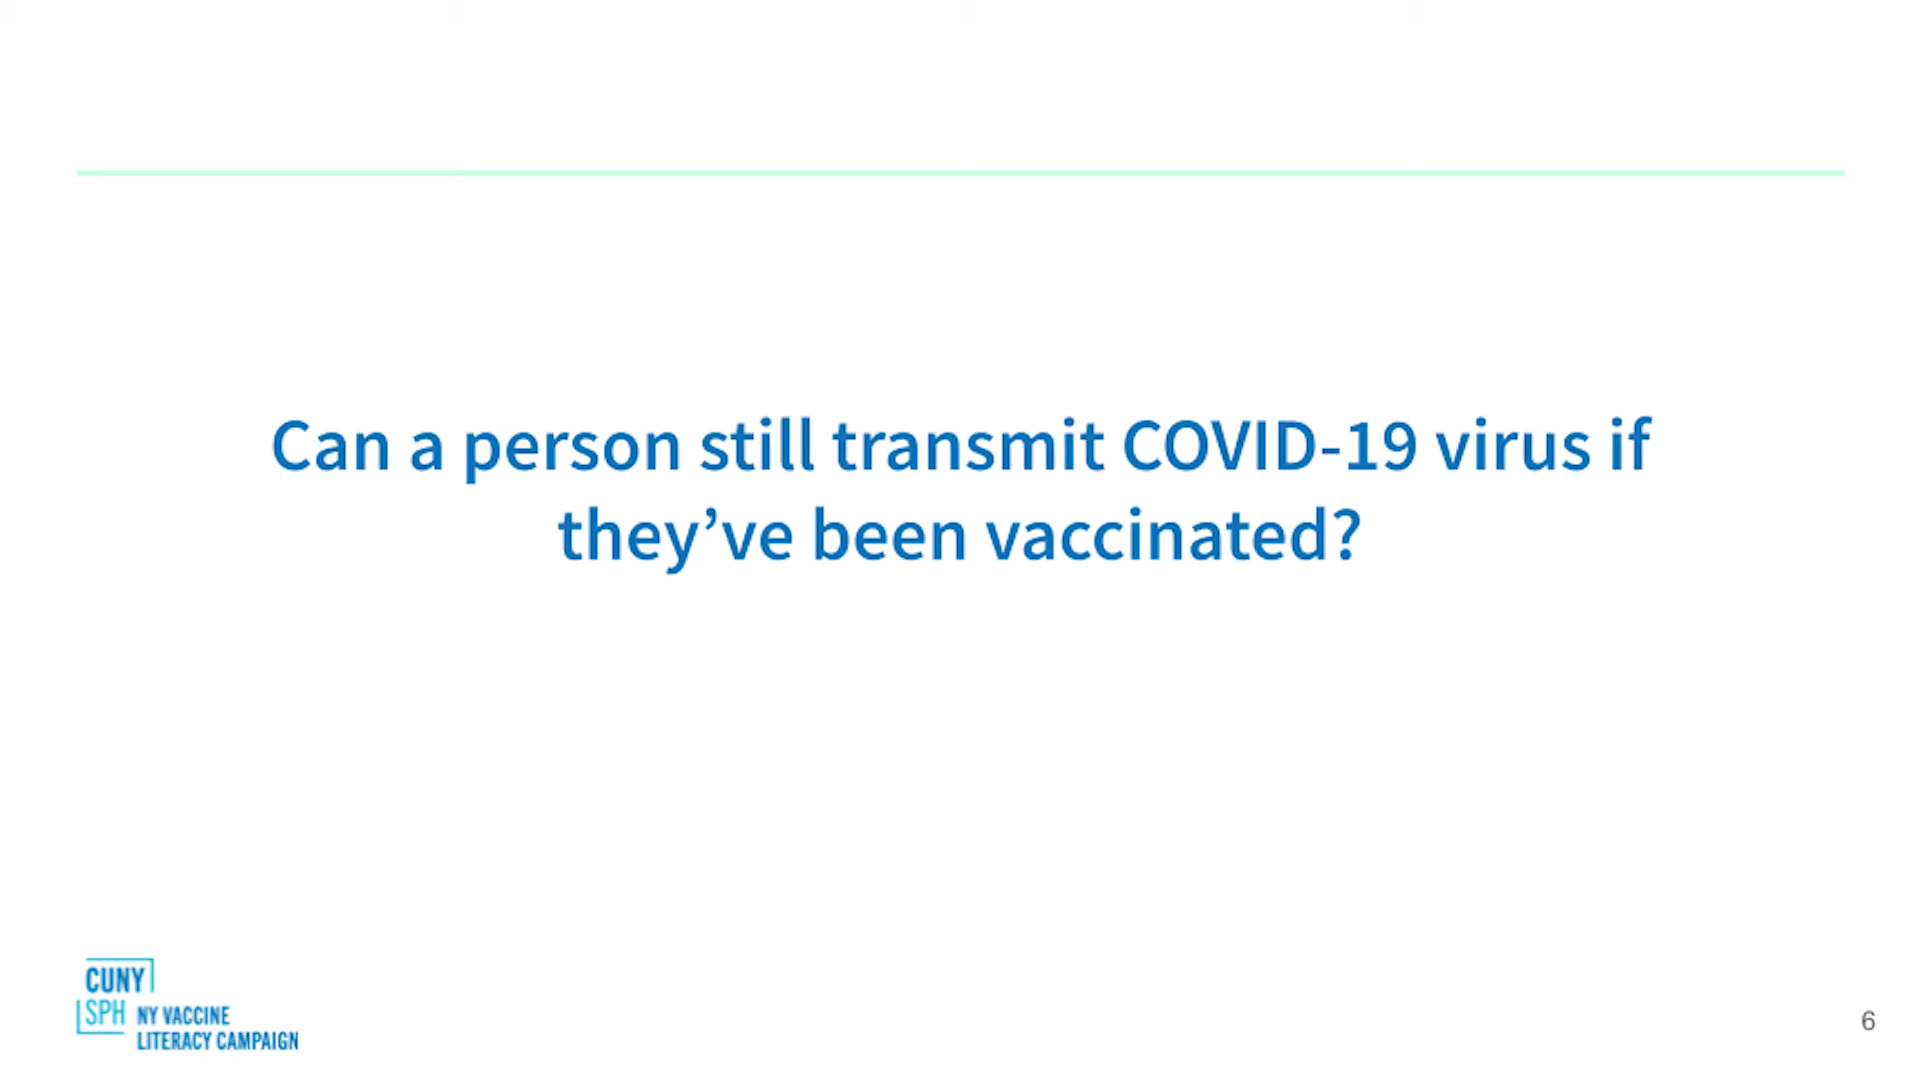 Can a person still transmit COVID-19 virus if
they’ve been vaccinated?
CUNY
SPH NY VACCINE
LITERACY CAMPAIGN
6